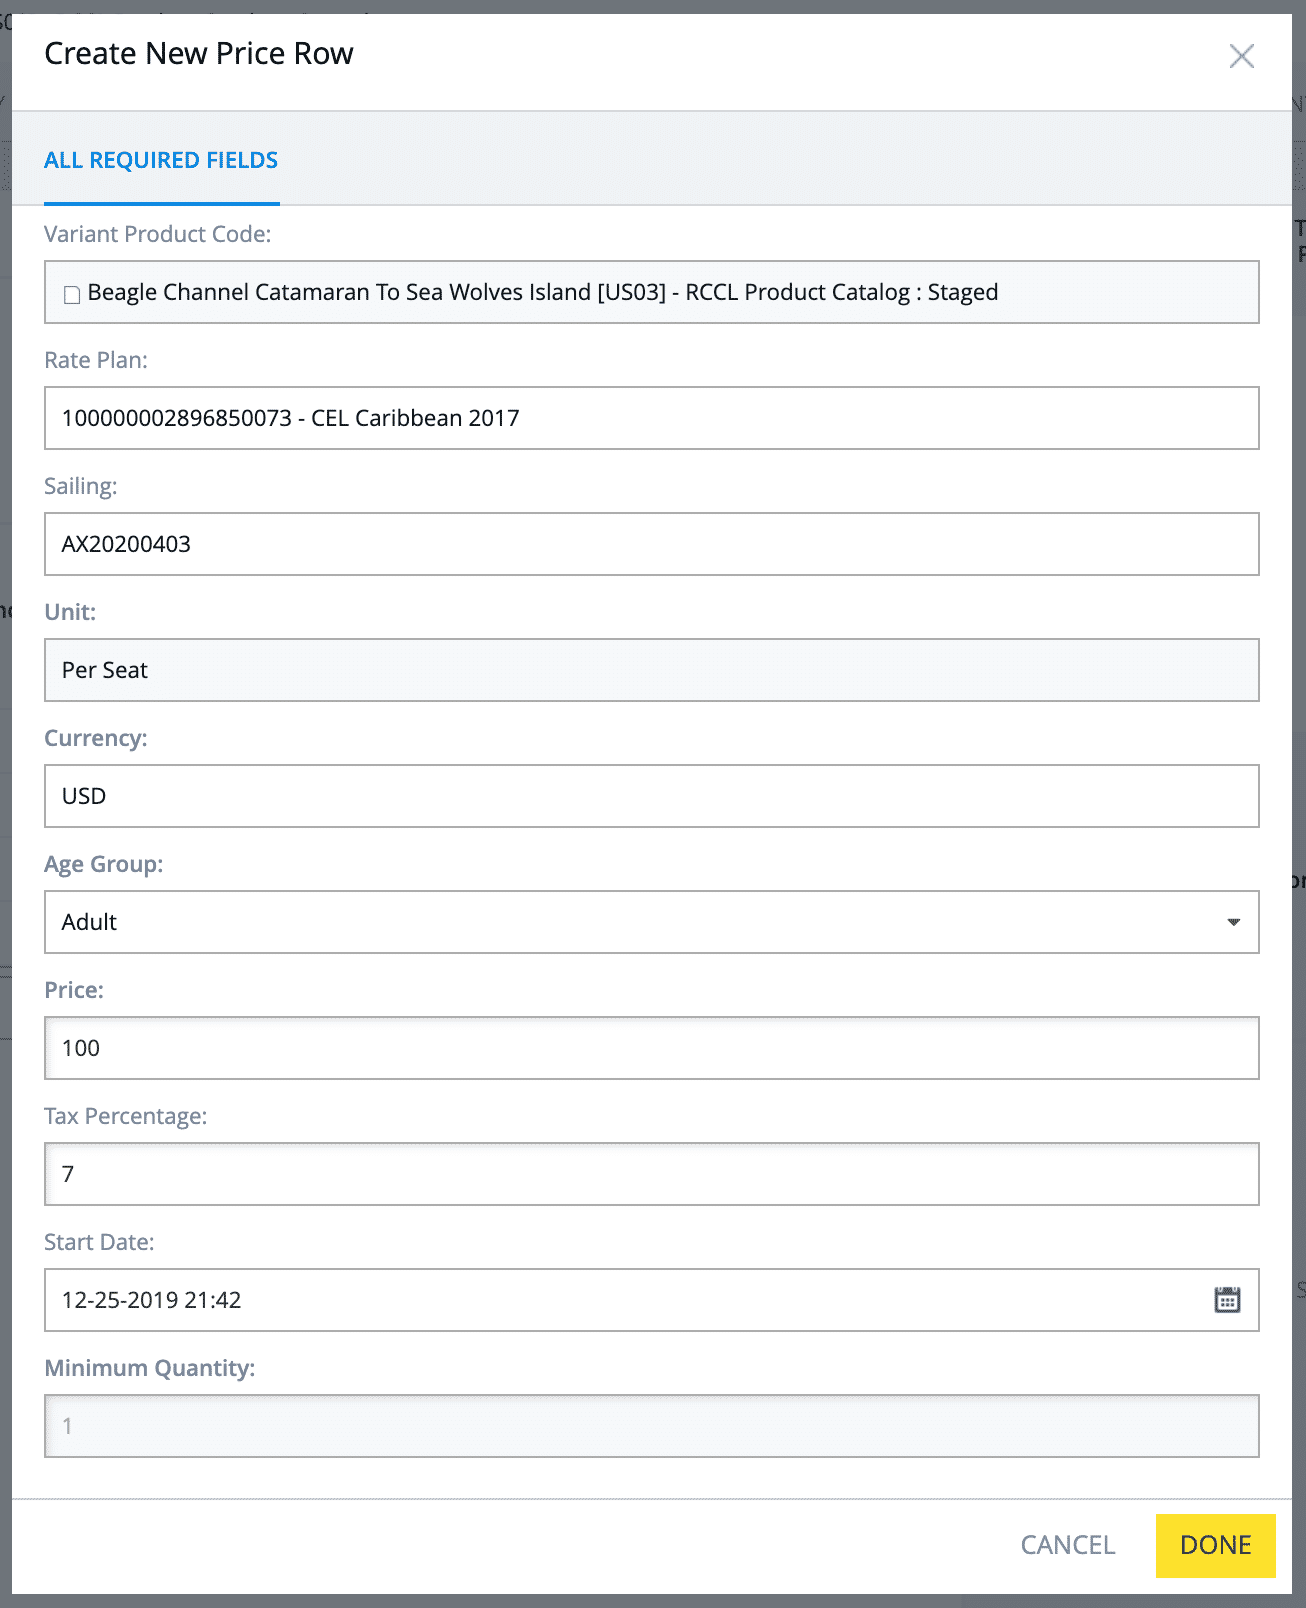 Create New Price Row
ALL REQUIRED FIELDS
Variant Product Code:
Beagle Channel Catamaran To Sea Wolves Island [US03] - RCCL Product Catalog : Staged
Rate Plan:
100000002896850073 - CEL Caribbean 2017
Sailing:
AX20200403
Unit:
Per Seat
Currency:
USD
Age Group:
Adult
Price:
100
Tax Percentage:
7
Start Date:
12-25-2019 21:42
Minimum Quantity:
1
CANCEL
DONE